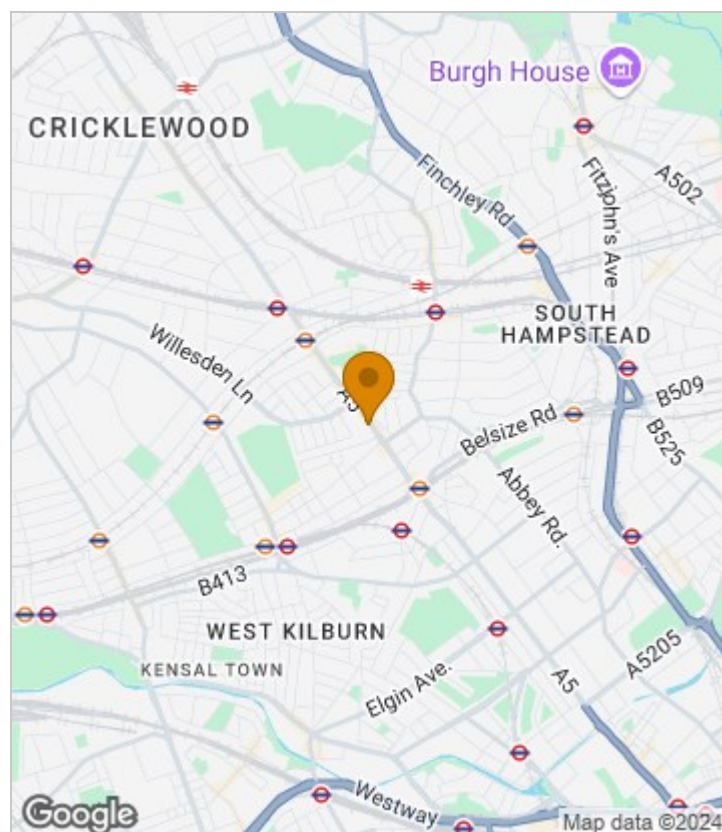 Burgh House
CRICKLEWOOD
A502
Finchley Rd
Fitzjohn's Ave
SOUTH
HAMPSTEAD
Willesden Ln
A5
B509
Belsize Rd
B525
Abbey Rd.
B413
WEST KILBURN
KENSAL TOWN
A5205
Elgin Ave.
A5
Westway
Google
Map data ©2024